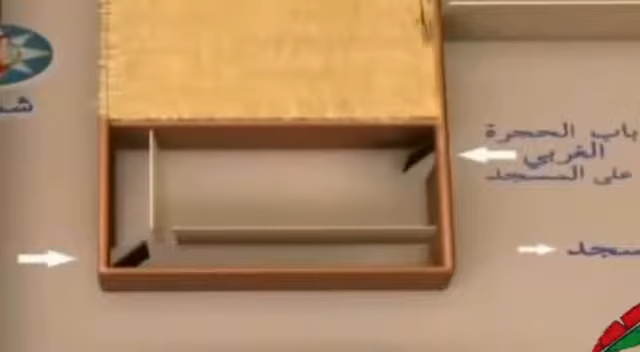 باب الحجرة
الغربي
على المسجد